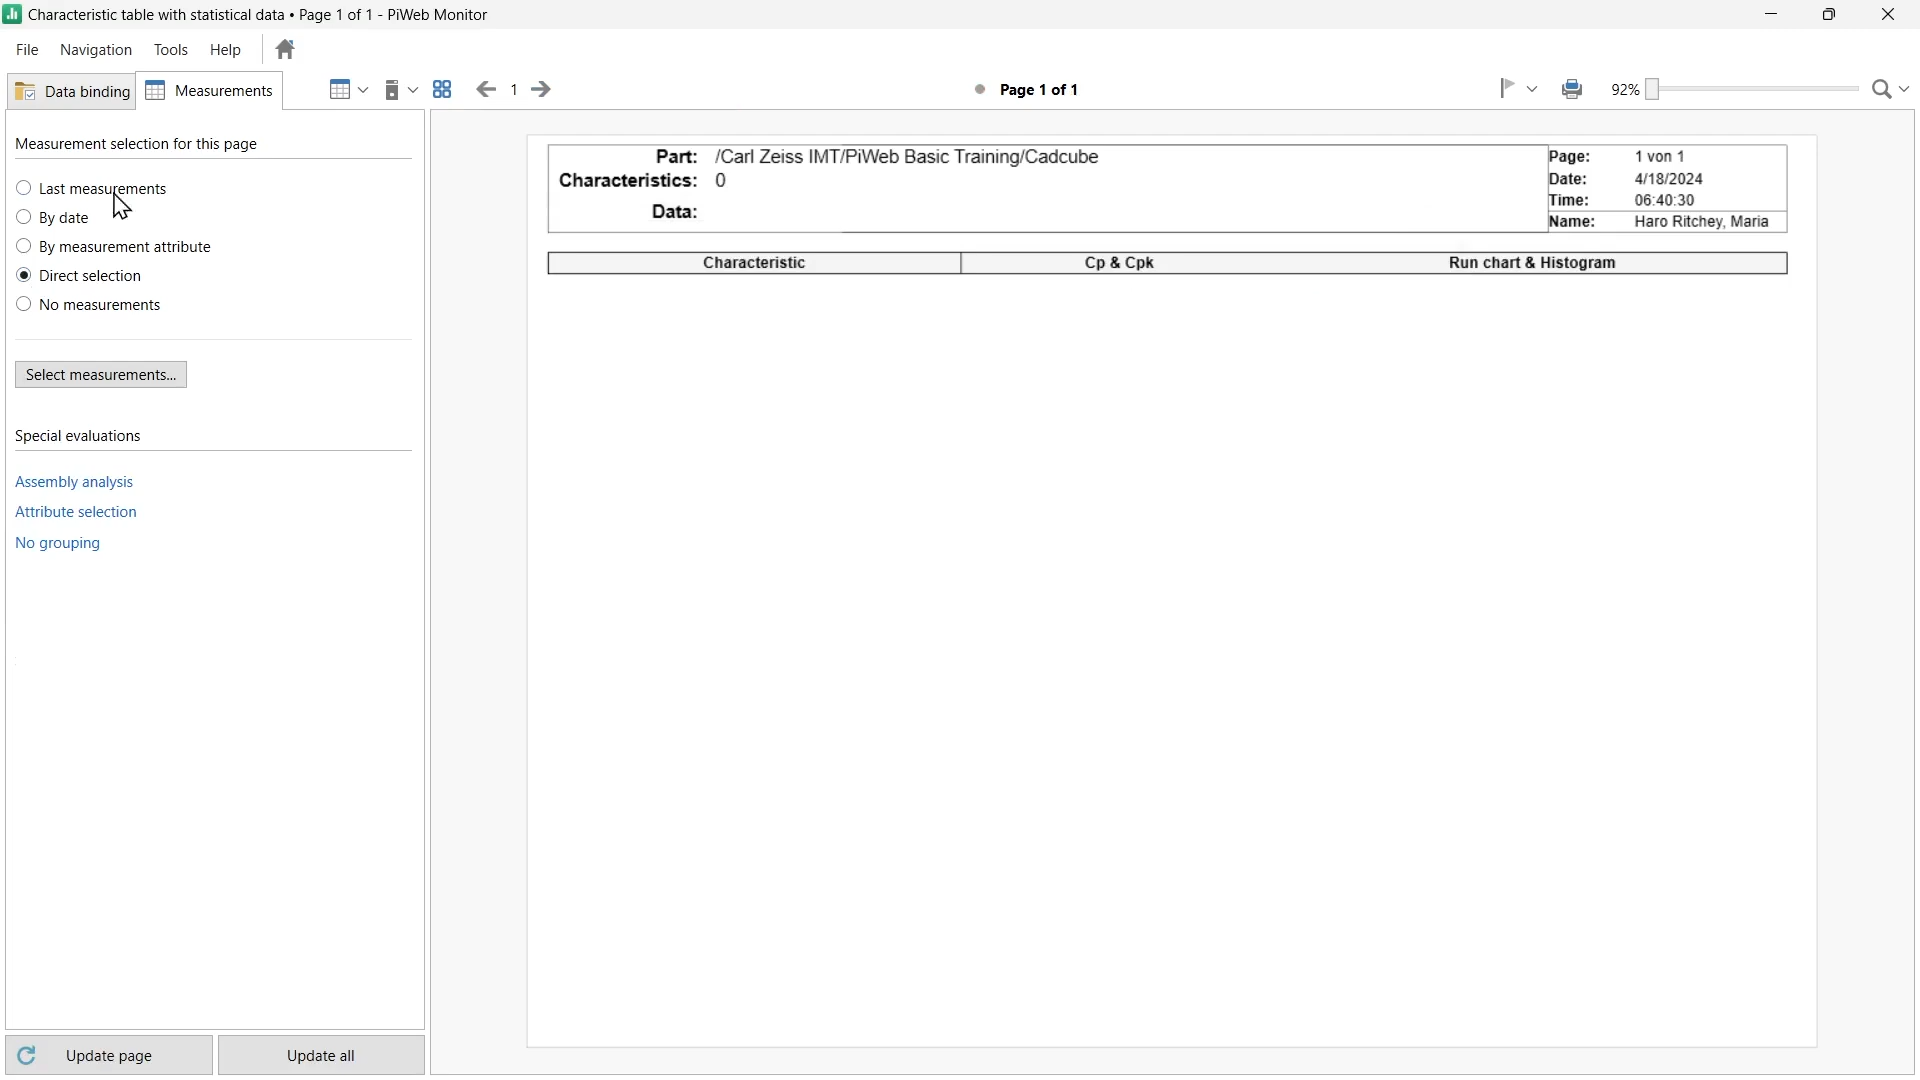 Characteristic table with statistical data • Page 1 of 1 - PiWeb Monitor
File Navigation Tools Help
Data binding Measurements 1 Page 1 of 1 92%
Measurement selection for this page
Last measurements
By date
By measurement attribute
Direct selection
No measurements
Select measurements...
Special evaluations
Assembly analysis
Attribute selection
No grouping
Update page Update all
Part: /Carl Zeiss IMT/PiWeb Basic Training/Cadcube
Characteristics: 0
Data:
Page: 1 von 1
Date: 4/18/2024
Time: 06:40:30
Name: Haro Ritchey, Maria
Characteristic Cp & Cpk Run chart & Histogram